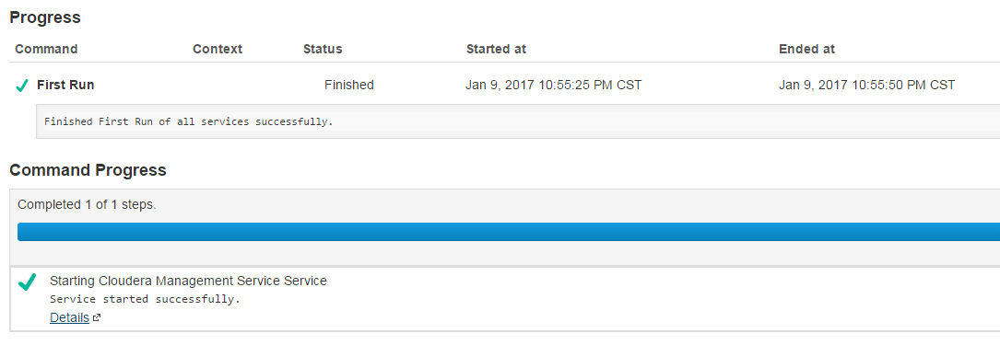 Progress
Command Context Status Started at Ended at
First Run Finished Jan 9, 2017 10:55:25 PM CST Jan 9, 2017 10:55:50 PM CST
Finished First Run of all services successfully.
Command Progress
Completed 1 of 1 steps.
Starting Cloudera Management Service Service
Service started successfully.
Details